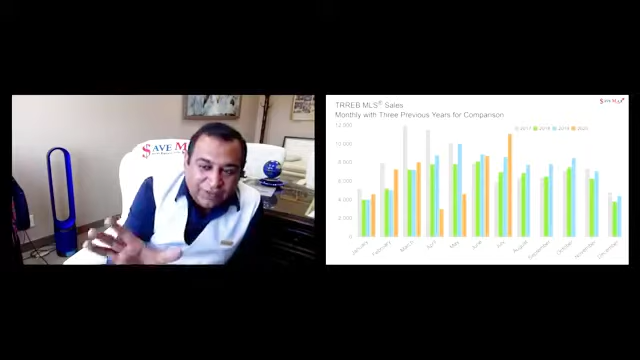 $AVE M
TRREB MLS® Sales
Monthly with Three Previous Years for Comparison
$AVE MAX
2017 2018 2019 2020
12 000
10 000
8 000
6 000
4 000
2 000
0
January
February
March
April
May
June
July
August
September
October
November
December